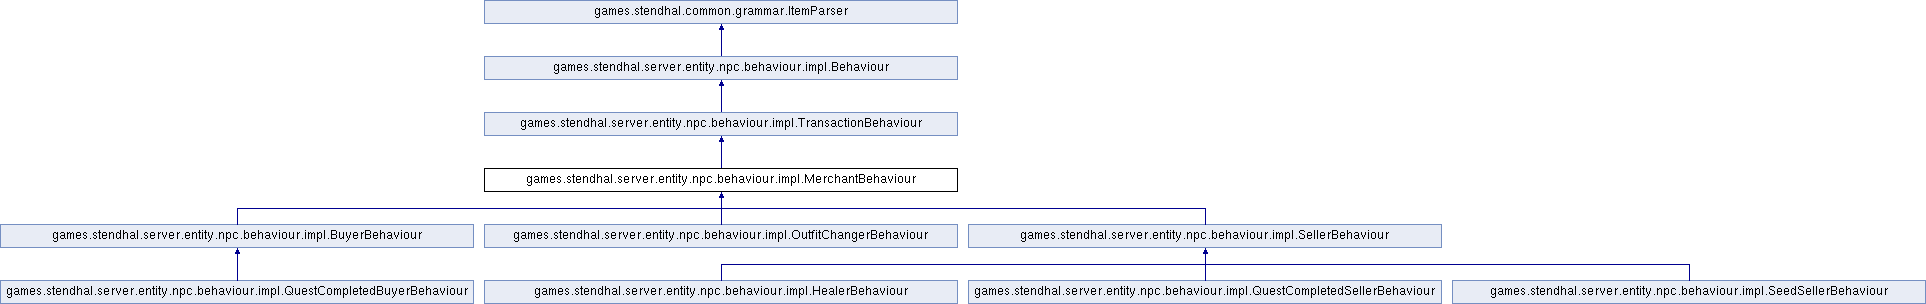 games.stendhal.common.grammar.ItemParser
games.stendhal.server.entity.npc.behaviour.impl.Behaviour
games.stendhal.server.entity.npc.behaviour.impl.TransactionBehaviour
games.stendhal.server.entity.npc.behaviour.impl.MerchantBehaviour
games.stendhal.server.entity.npc.behaviour.impl.BuyerBehaviour
games.stendhal.server.entity.npc.behaviour.impl.OutfitChangerBehaviour
games.stendhal.server.entity.npc.behaviour.impl.SellerBehaviour
games.stendhal.server.entity.npc.behaviour.impl.QuestCompletedBuyerBehaviour
games.stendhal.server.entity.npc.behaviour.impl.HealerBehaviour
games.stendhal.server.entity.npc.behaviour.impl.QuestCompletedSellerBehaviour
games.stendhal.server.entity.npc.behaviour.impl.SeedSellerBehaviour